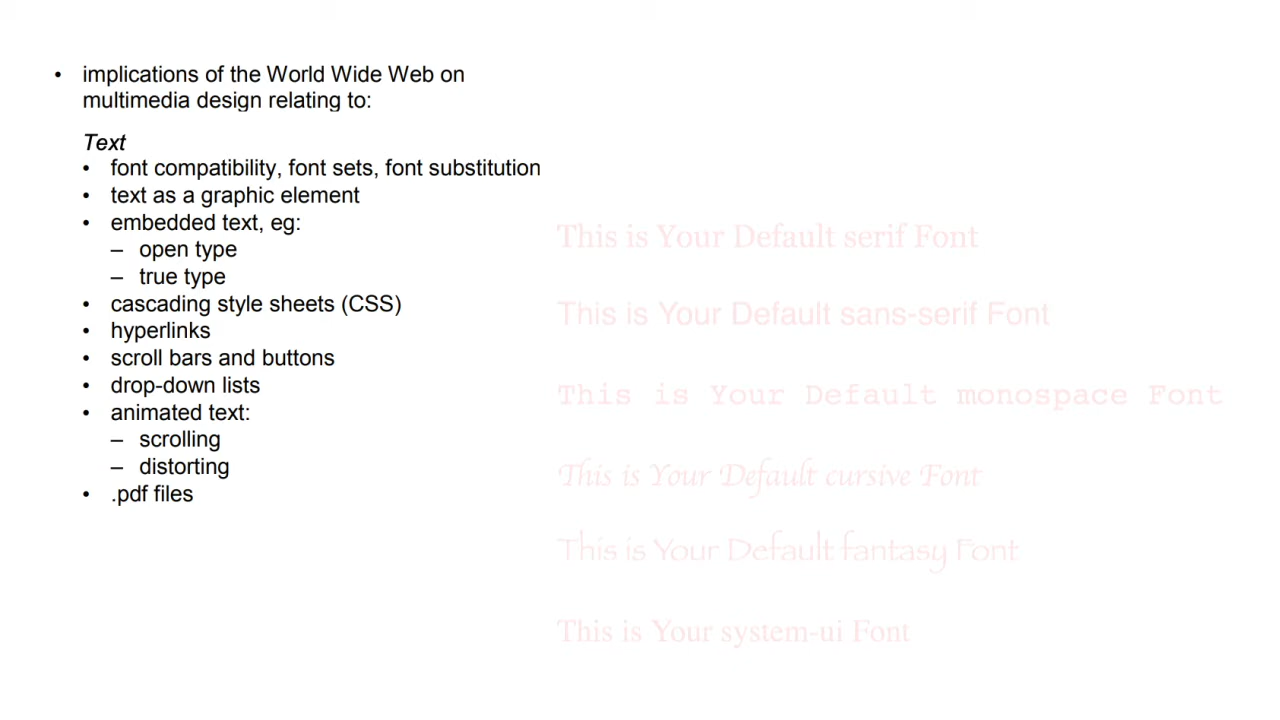 • implications of the World Wide Web on
multimedia design relating to:
Text
• font compatibility, font sets, font substitution
• text as a graphic element
• embedded text, eg:
– open type
– true type
• cascading style sheets (CSS)
• hyperlinks
• scroll bars and buttons
• drop-down lists
• animated text:
– scrolling
– distorting
• .pdf files
This is Your Default serif Font
This is Your Default sans-serif Font
This is Your Default monospace Font
This is Your Default cursive Font
This is Your Default fantasy Font
This is Your system-ui Font